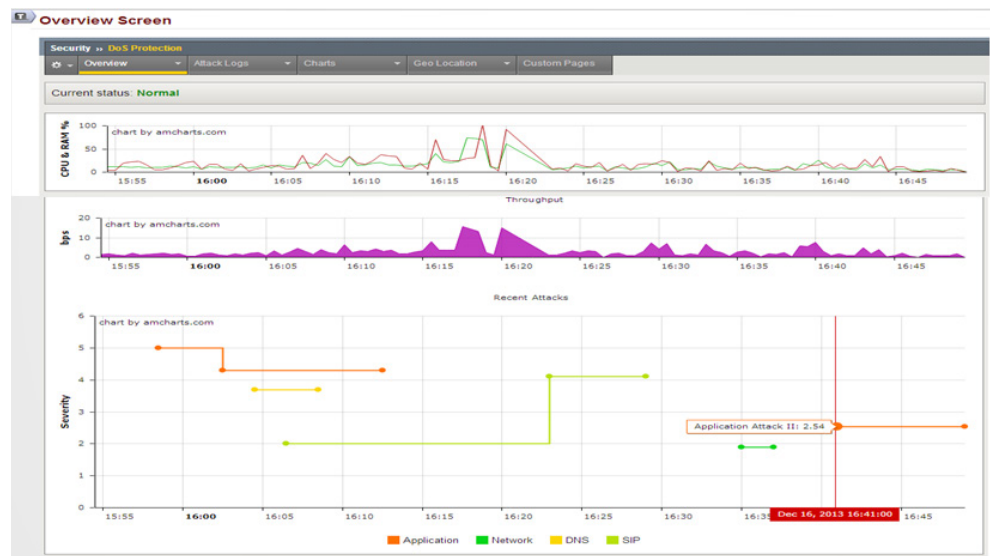 Overview Screen
Security » DoS Protection
Overview Attack Logs Charts Geo Location Custom Pages
Current status: Normal
CPU & RAM %
100
50
0
chart by amcharts.com
15:55 16:00 16:05 16:10 16:15 16:20 16:25 16:30 16:35 16:40 16:45
Throughput
bps
20
10
0
chart by amcharts.com
15:55 16:00 16:05 16:10 16:15 16:20 16:25 16:30 16:35 16:40 16:45
Recent Attacks
Severity
6
5
4
3
2
1
0
chart by amcharts.com
Application Attack II: 2.54
15:55 16:00 16:05 16:10 16:15 16:20 16:25 16:30 16:35 Dec 16, 2013 16:41:00 16:45
Application Network DNS SIP